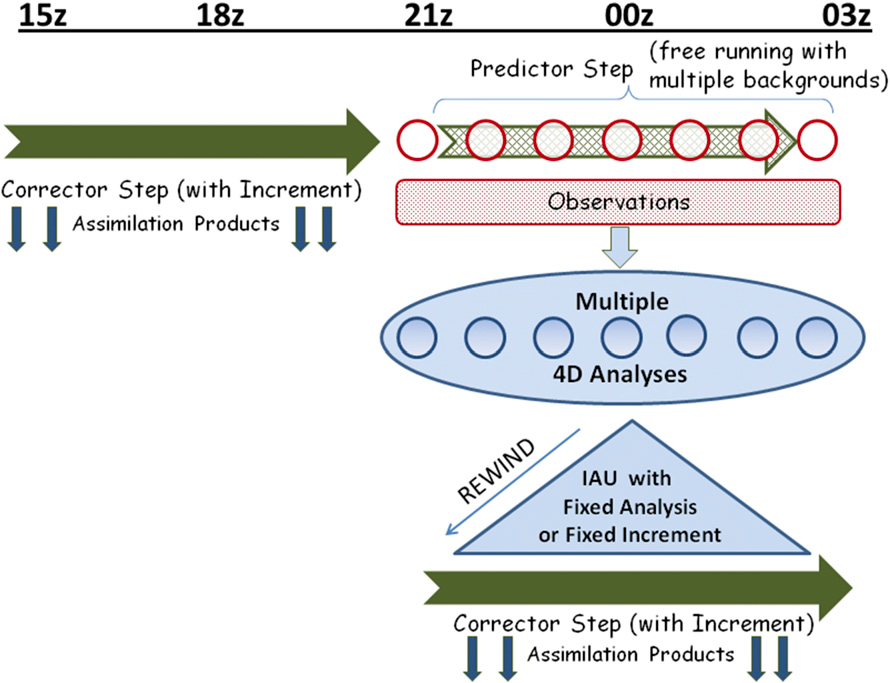 15z 18z 21z 00z 03z
Predictor Step
(free running with
multiple backgrounds)
Corrector Step (with Increment)
Assimilation Products
Observations
Multiple
4D Analyses
REWIND
IAU with
Fixed Analysis
or Fixed Increment
Corrector Step (with Increment)
Assimilation Products